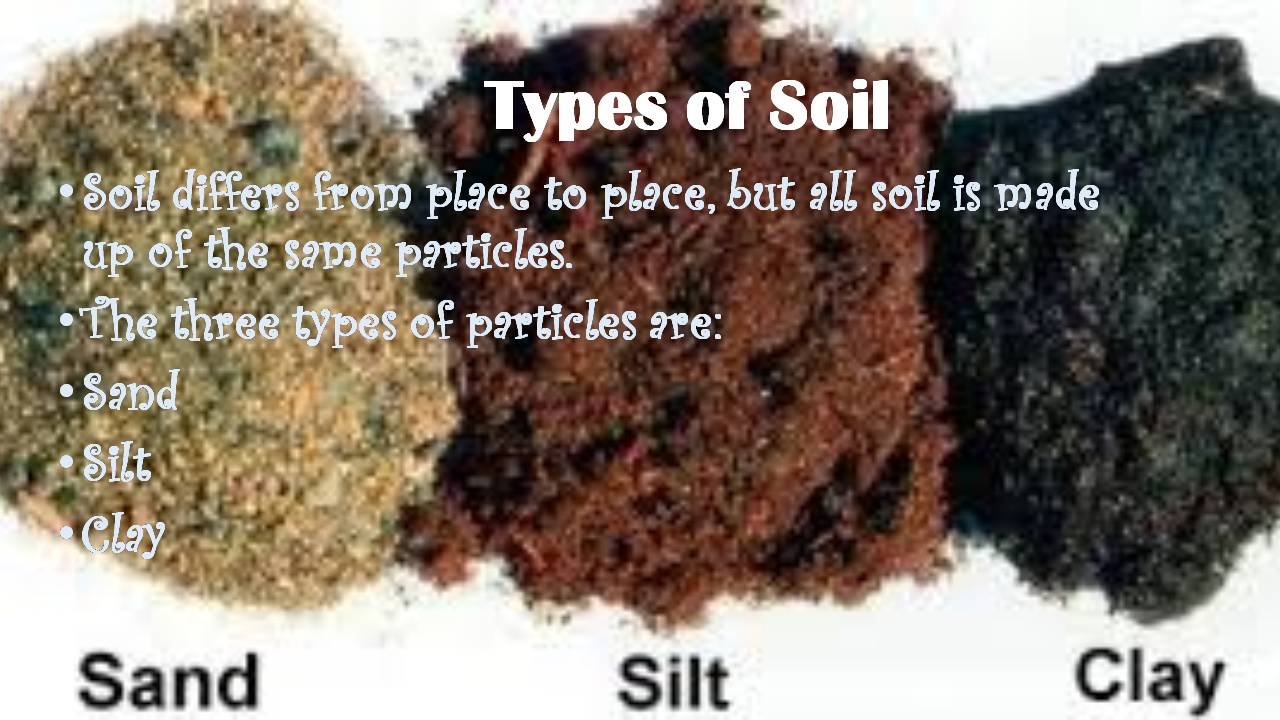 Types of Soil
• Soil differs from place to place, but all soil is made
up of the same particles.
• The three types of particles are:
• Sand
• Silt
• Clay
Sand Silt Clay